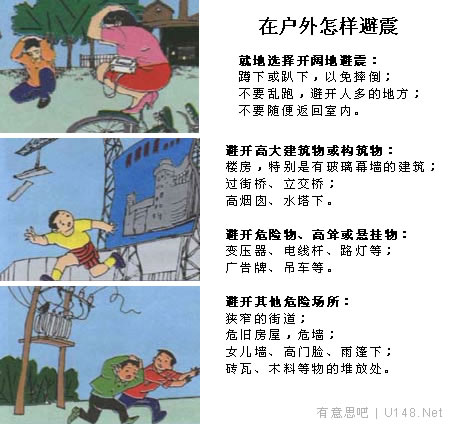 在户外怎样避震
就地选择开阔地避震：
蹲下或趴下，以免摔倒；
不要乱跑，避开人多的地方；
不要随便返回室内。
避开高大建筑物或构筑物：
楼房，特别是有玻璃幕墙的建筑；
过街桥、立交桥；
高烟囱、水塔下。
避开危险物、高耸或悬挂物：
变压器、电线杆、路灯等；
广告牌、吊车等。
避开其他危险场所：
狭窄的街道；
危旧房屋，危墙；
女儿墙、高门脸、雨篷下；
砖瓦、木料等物的堆放处。
有意思吧 | U148.Net